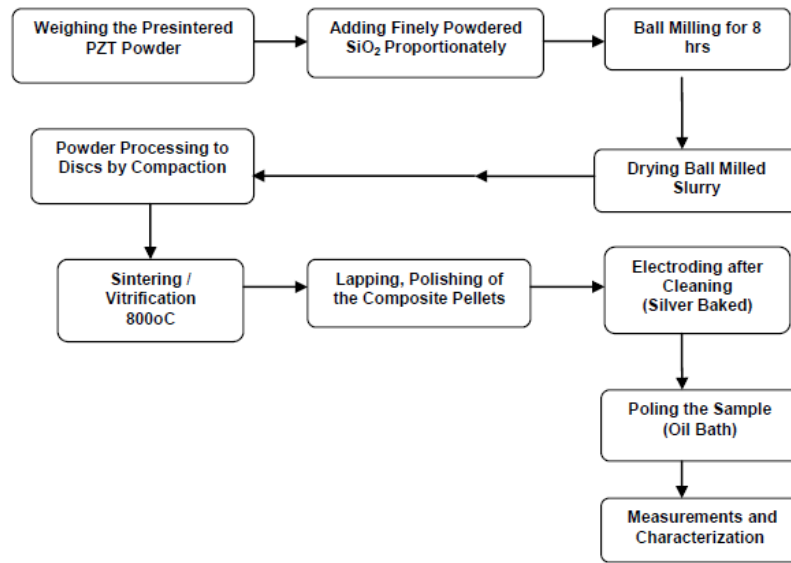 Weighing the Presintered
PZT Powder
Adding Finely Powdered
SiO₂ Proportionately
Ball Milling for 8
hrs
Powder Processing to
Discs by Compaction
Drying Ball Milled
Slurry
Sintering /
Vitrification
800oC
Lapping, Polishing of
the Composite Pellets
Electroding after
Cleaning
(Silver Baked)
Poling the Sample
(Oil Bath)
Measurements and
Characterization